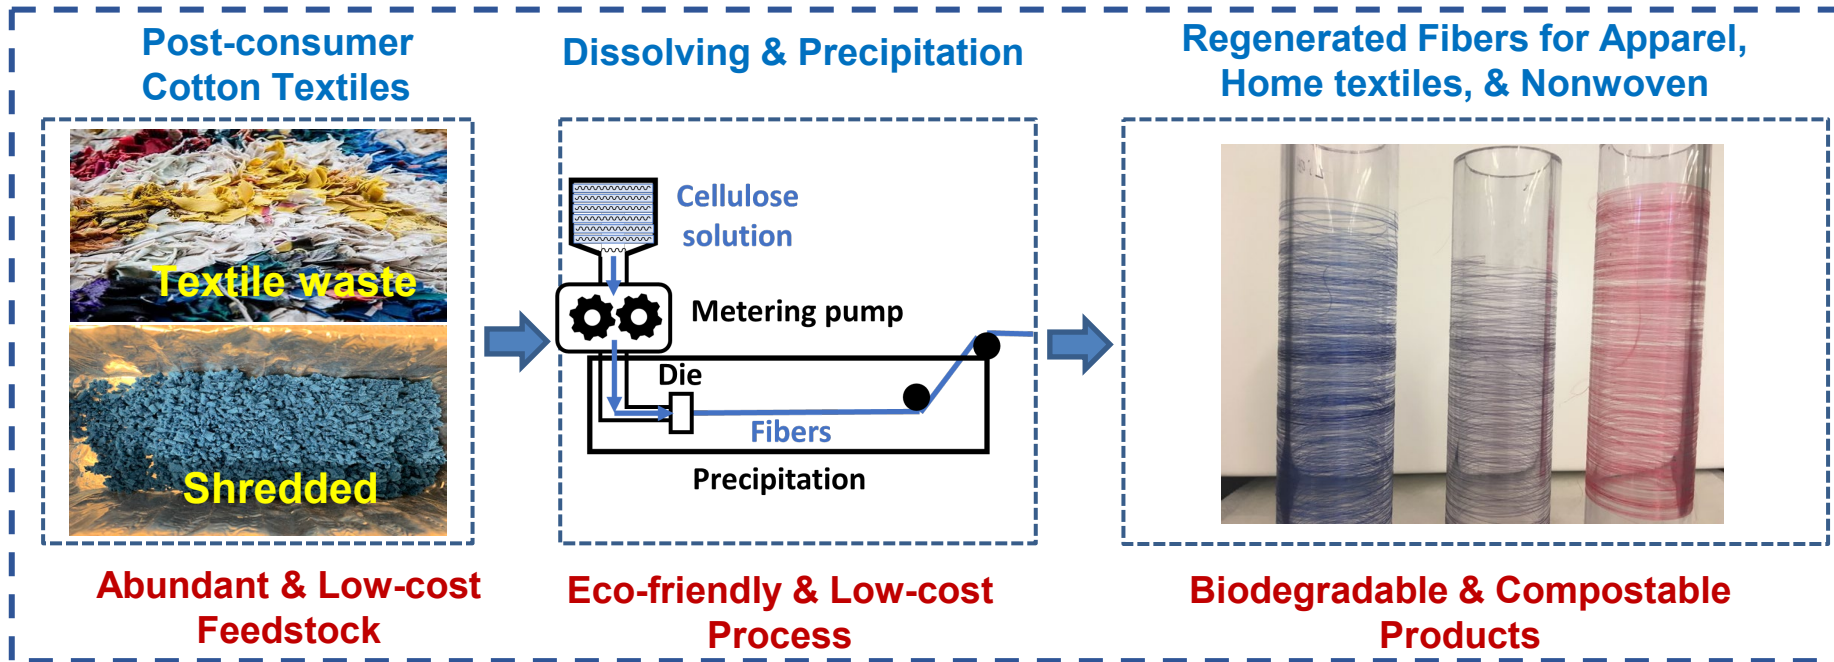 Post-consumer
Cotton Textiles
Textile waste
Shredded
Abundant & Low-cost
Feedstock
Dissolving & Precipitation
Cellulose
solution
Metering pump
Die
Fibers
Precipitation
Eco-friendly & Low-cost
Process
Regenerated Fibers for Apparel,
Home textiles, & Nonwoven
Biodegradable & Compostable
Products